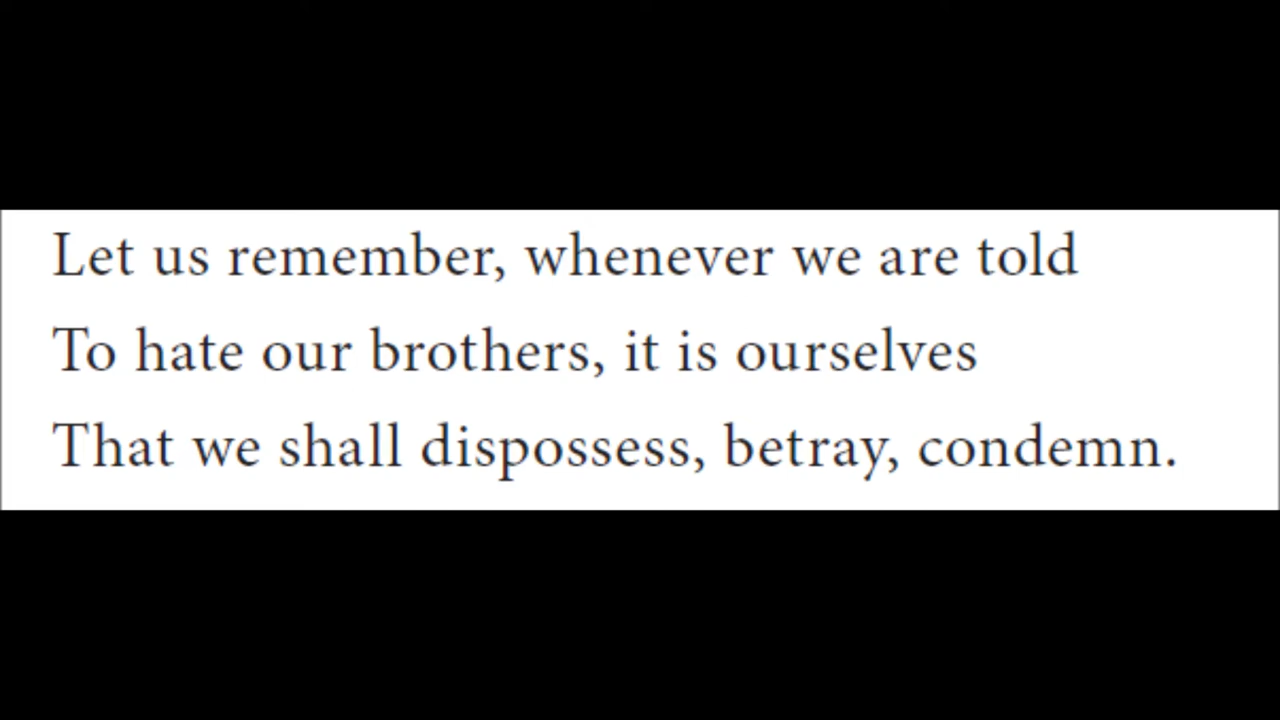 Let us remember, whenever we are told
To hate our brothers, it is ourselves
That we shall dispossess, betray, condemn.